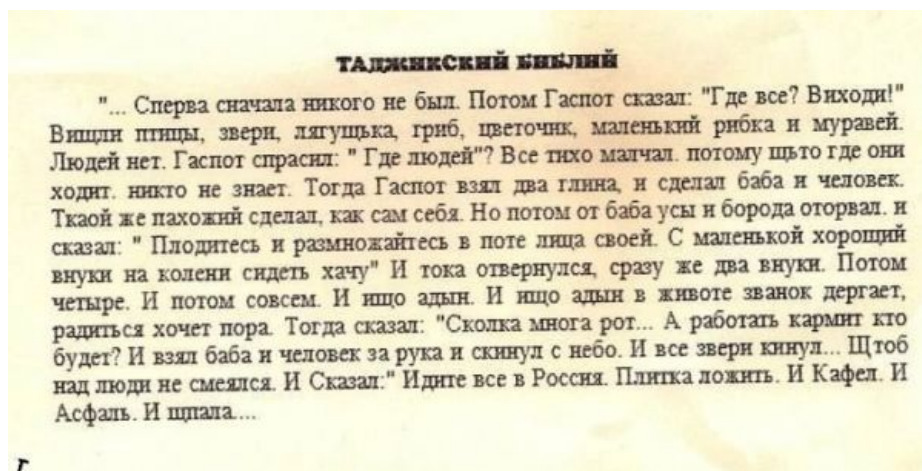 ТАДЖИКСКИЙ БИБЛИЙ
"... Сперва сначала никого не был. Потом Гаспот сказал: "Где все? Виходи!"
Вищли птицы, звери, лягущька, гриб, цветочик, маленький рибка и муравей.
Людей нет. Гаспот спрасил: " Где людей"? Все тихо малчал. потому щьто где они
ходит. никто не знает. Тогда Гаспот взял два глина, и сделал баба и человек.
Ткаой же пахожий сделал, как сам себя. Но потом от баба усы и борода оторвал. и
сказал: " Плодитесь и размножайтесь в поте лица своей. С маленькой хорощий
внуки на колени сидеть хачу" И тока отвернулся, сразу же два внуки. Потом
четыре. И потом совсем. И ищо адын. И ищо адын в животе званок дергает,
радиться хочет пора. Тогда сказал: "Сколка многа рот... А работать кармит кто
будет? И взял баба и человек за рука и скинул с небо. И все звери кинул... Щтоб
над люди не смеялся. И Сказал:" Идите все в Россия. Плитка ложить. И Кафел. И
Асфаль. И щпала....